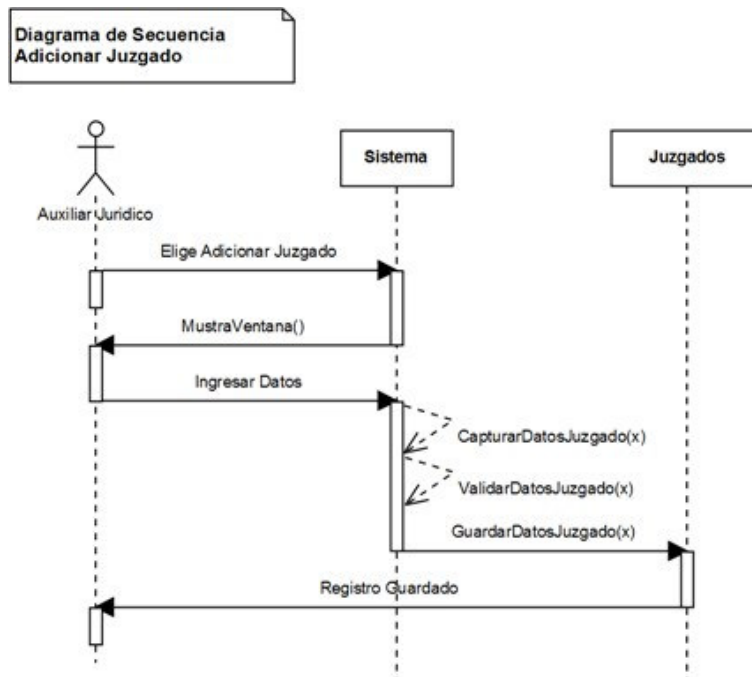 Diagrama de Secuencia
Adicionar Juzgado
Auxiliar Juridico
Sistema
Juzgados
Elige Adicionar Juzgado
MustraVentana()
Ingresar Datos
CapturarDatosJuzgado(x)
ValidarDatosJuzgado(x)
GuardarDatosJuzgado(x)
Registro Guardado